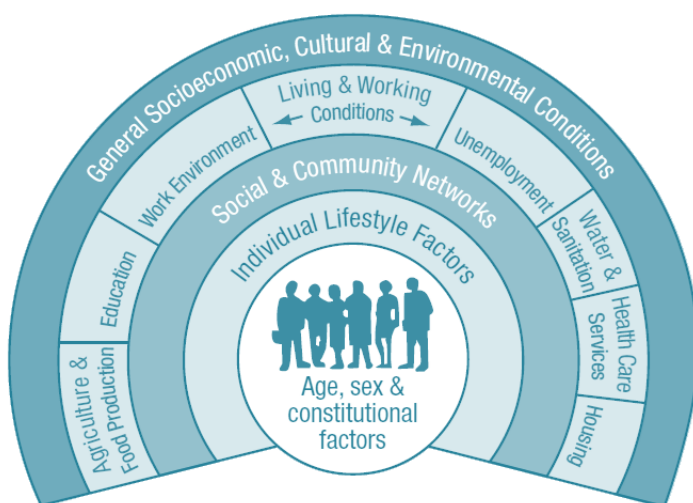 General Socioeconomic, Cultural & Environmental Conditions
Living & Working
Conditions
Agriculture &
Food Production
Education
Work Environment
Unemployment
Water &
Sanitation
Health Care
Services
Housing
Social & Community Networks
Individual Lifestyle Factors
Age, sex &
constitutional
factors